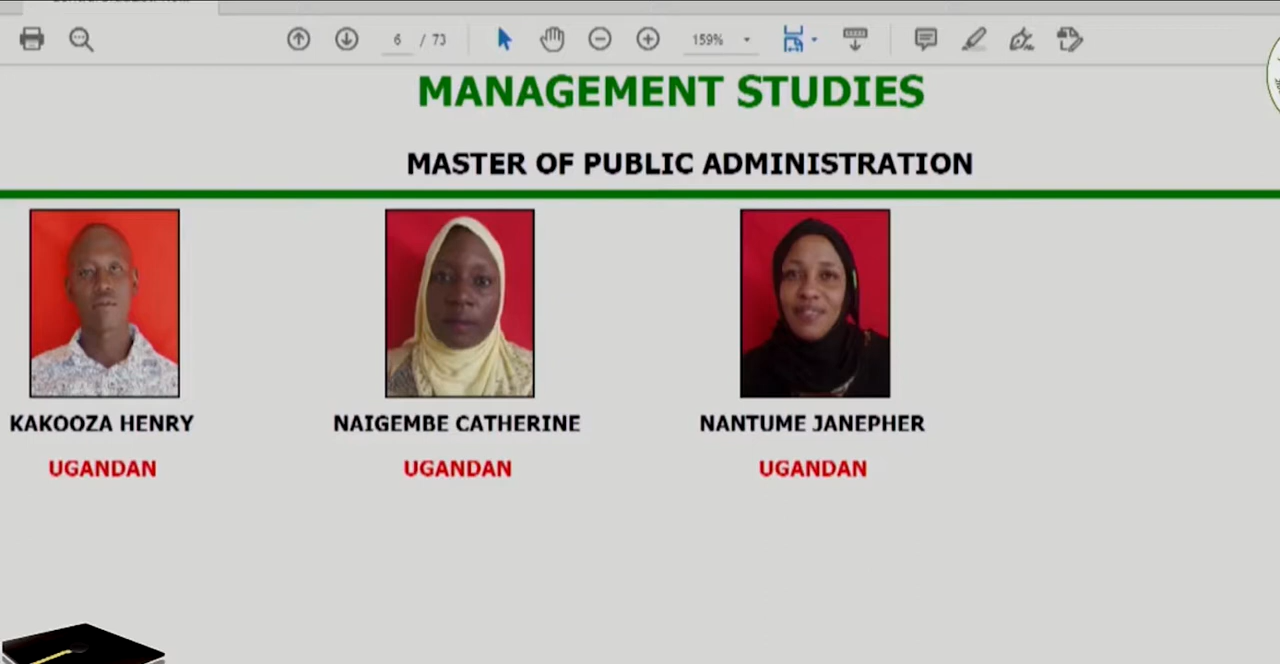 6 / 73
159%
MANAGEMENT STUDIES
MASTER OF PUBLIC ADMINISTRATION
KAKOOZA HENRY
NAIGEMBE CATHERINE
NANTUME JANEPHER
UGANDAN
UGANDAN
UGANDAN